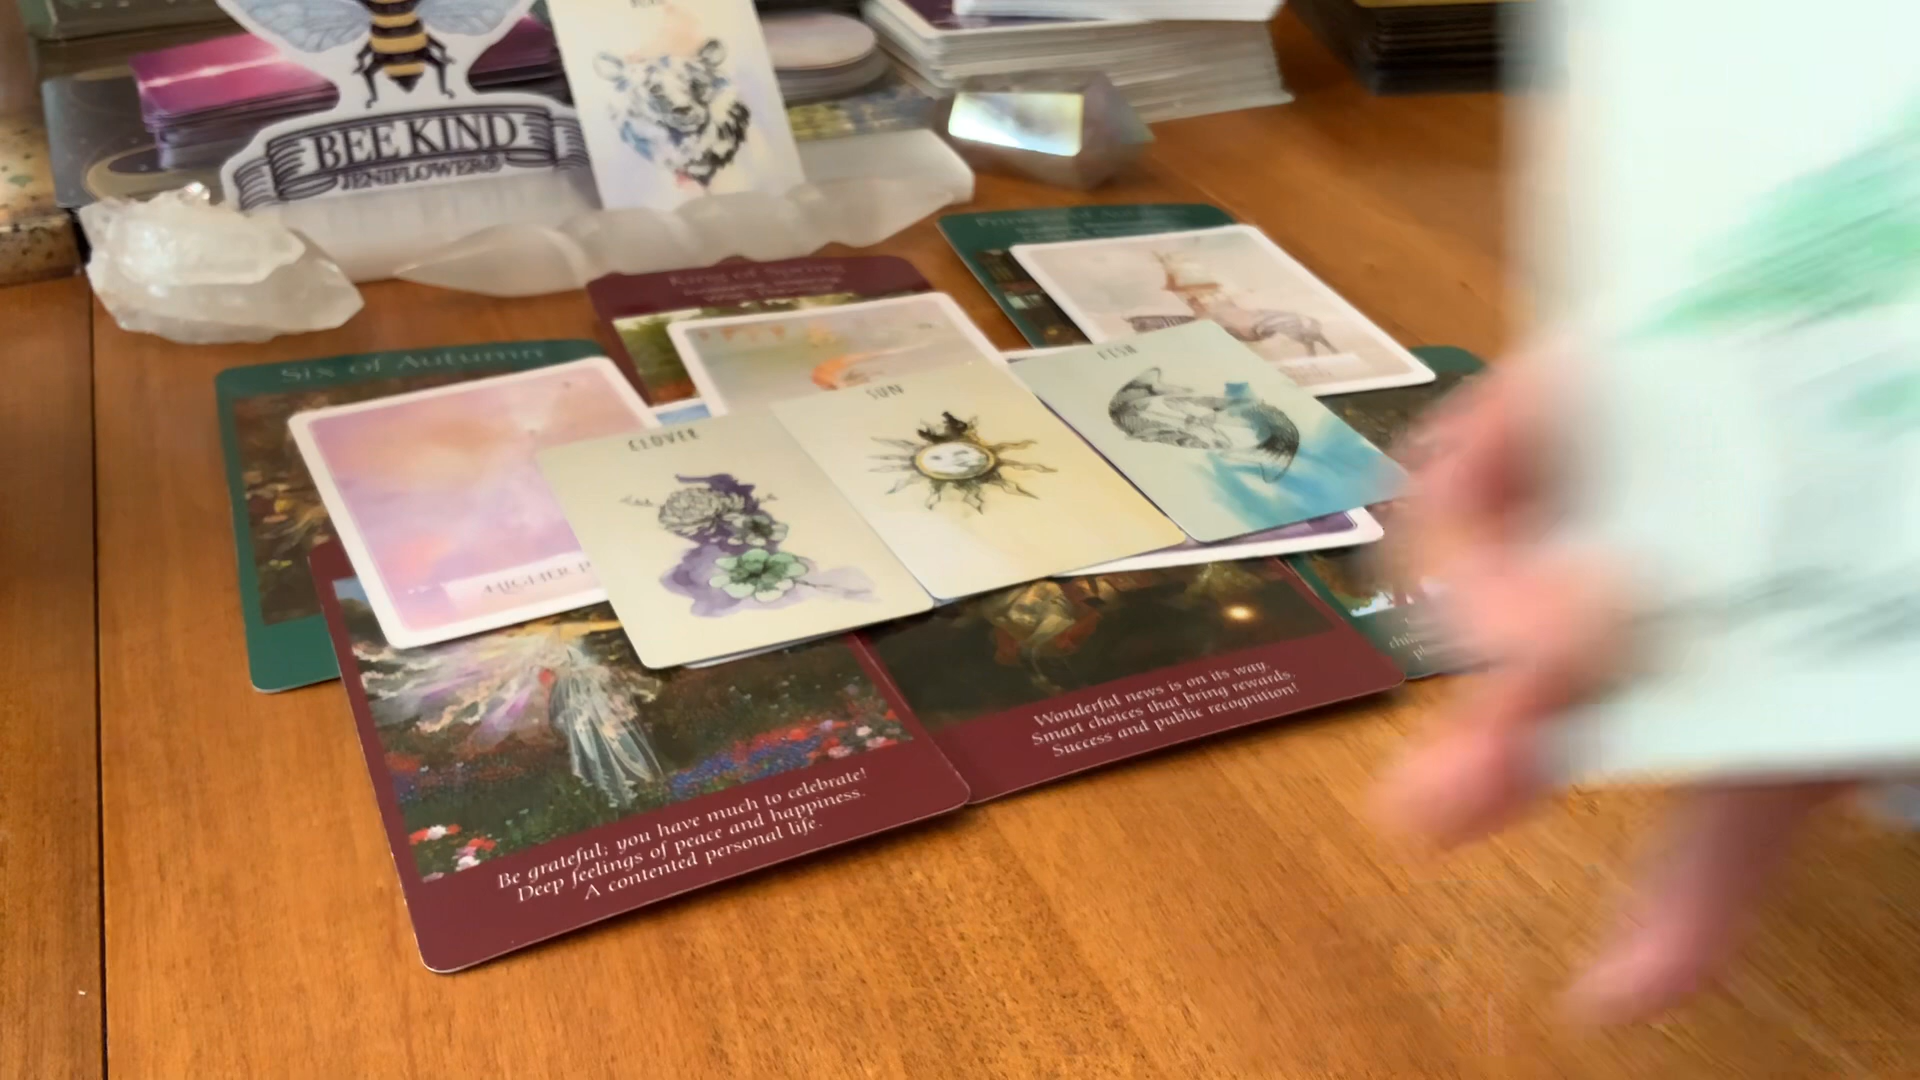 BEE KIND
JENIFLOWERS®
BEAR
King of Spring
Six of Autumn
CLOVER
SUN
FISH
HIGHER
Be grateful; you have much to celebrate!
Deep feelings of peace and happiness.
A contented personal life.
Wonderful news is on its way.
Smart choices that bring rewards.
Success and public recognition!